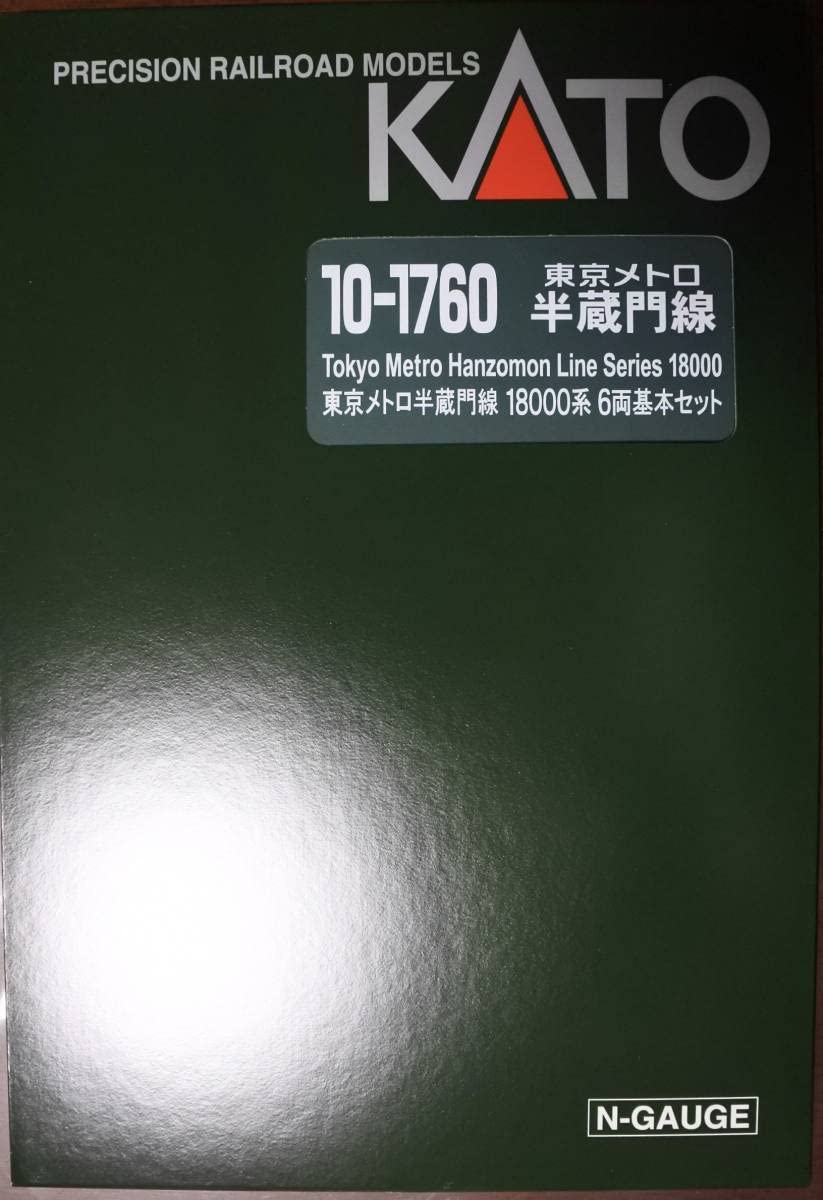 PRECISION RAILROAD MODELS
KATO
10-1760
東京メトロ
半蔵門線
Tokyo Metro Hanzomon Line Series 18000
東京メトロ半蔵門線 18000系 6両基本セット
N-GAUGE